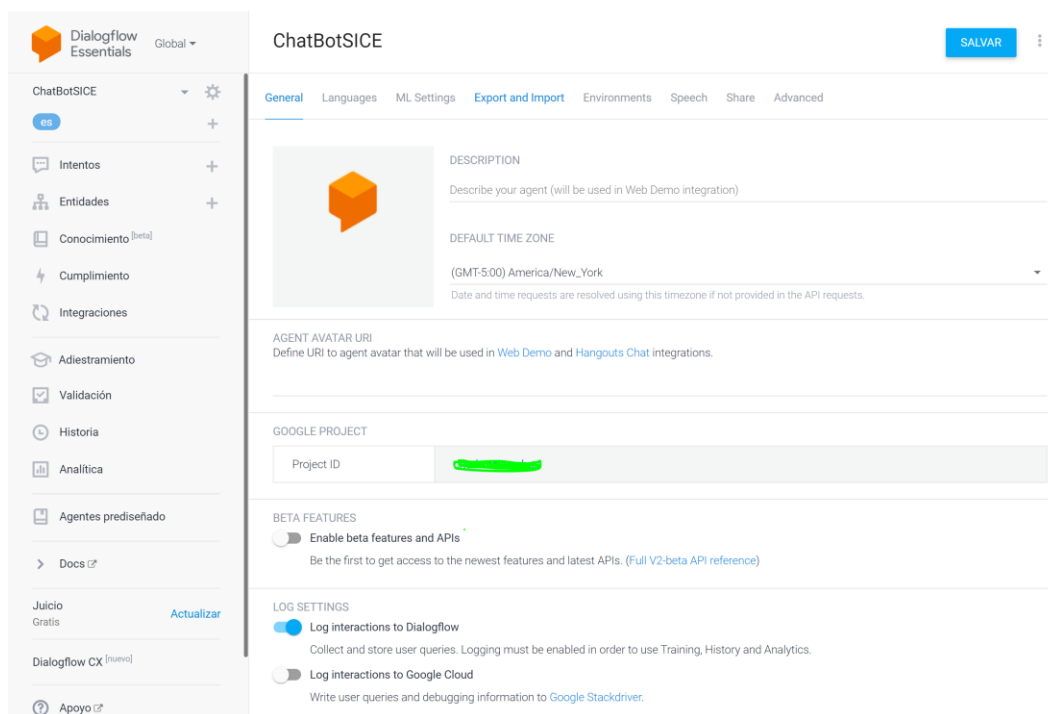 Dialogflow
Essentials
Global
ChatBotSICE
es
Intentos
Entidades
Conocimiento [beta]
Cumplimiento
Integraciones
Adiestramiento
Validación
Historia
Analítica
Agentes prediseñado
Docs
Juicio
Gratis
Actualizar
Dialogflow CX [nuevo]
Apoyo
ChatBotSICE
SALVAR
General Languages ML Settings Export and Import Environments Speech Share Advanced
DESCRIPTION
Describe your agent (will be used in Web Demo integration)
DEFAULT TIME ZONE
(GMT-5:00) America/New_York
Date and time requests are resolved using this timezone if not provided in the API requests.
AGENT AVATAR URI
Define URI to agent avatar that will be used in Web Demo and Hangouts Chat integrations.
GOOGLE PROJECT
Project ID
BETA FEATURES
Enable beta features and APIs
Be the first to get access to the newest features and latest APIs. (Full V2-beta API reference)
LOG SETTINGS
Log interactions to Dialogflow
Collect and store user queries. Logging must be enabled in order to use Training, History and Analytics.
Log interactions to Google Cloud
Write user queries and debugging information to Google Stackdriver.